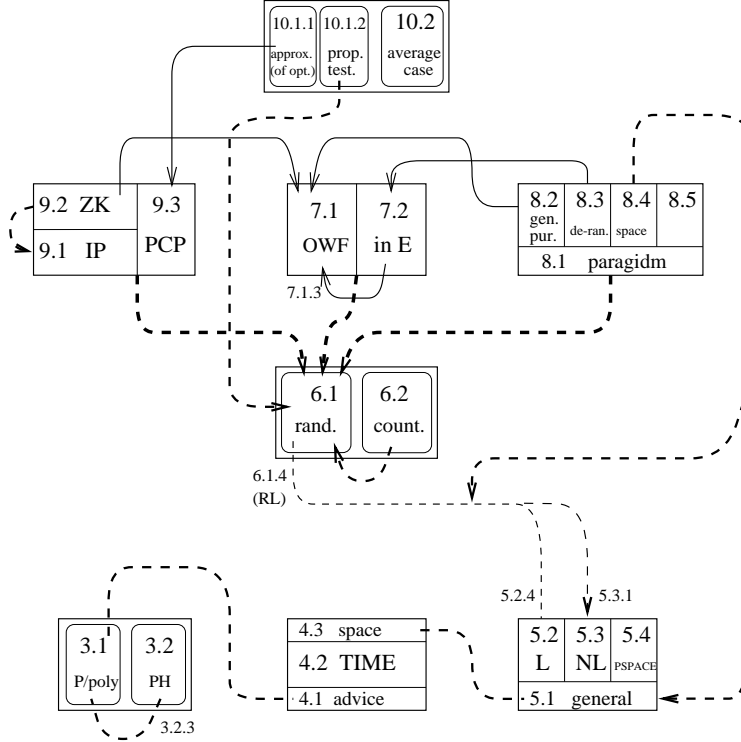 10.1.1 10.1.2 10.2
approx. prop. average
(of opt.) test. case
9.2 ZK 9.3
9.1 IP PCP
7.1 7.2
OWF in E
7.1.3
8.2 8.3 8.4 8.5
gen. de-ran. space
pur.
8.1 paragidm
6.1 6.2
rand. count.
6.1.4
(RL)
5.2.4 5.3.1
3.1 3.2
P/poly PH
3.2.3
4.3 space
4.2 TIME
4.1 advice
5.2 5.3 5.4
L NL PSPACE
5.1 general